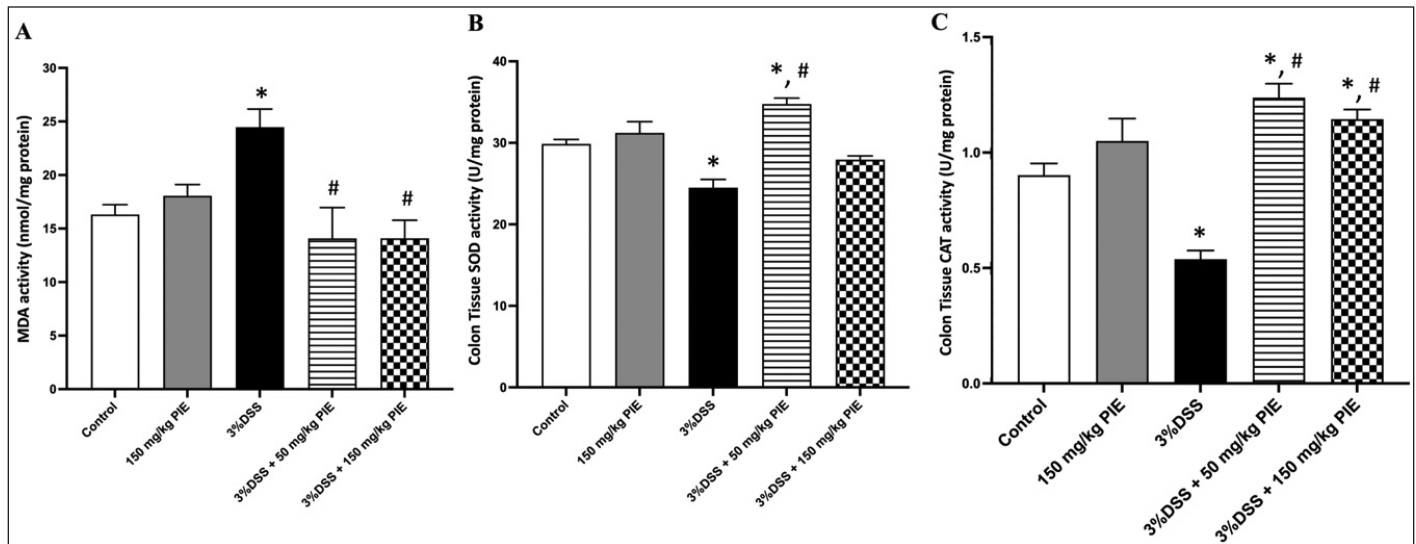 A
MDA activity (nmol/mg protein)
30
25
20
15
10
5
0
*
#
#
Control
150 mg/kg PIE
3%DSS
3%DSS + 50 mg/kg PIE
3%DSS + 150 mg/kg PIE
B
Colon Tissue SOD activity (U/mg protein)
40
30
20
10
0
*
*, #
Control
150 mg/kg PIE
3%DSS
3%DSS + 50 mg/kg PIE
3%DSS + 150 mg/kg PIE
C
Colon Tissue CAT activity (U/mg protein)
1.5
1.0
0.5
0.0
*
*, #
*, #
Control
150 mg/kg PIE
3%DSS
3%DSS + 50 mg/kg PIE
3%DSS + 150 mg/kg PIE